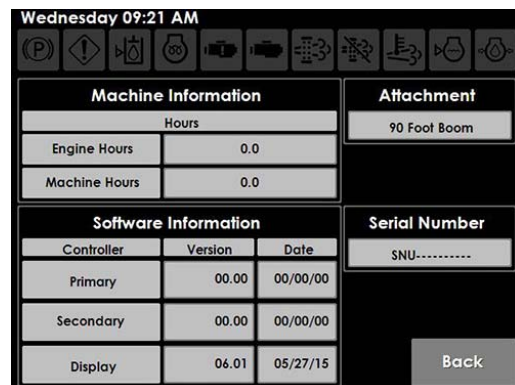 Wednesday 09:21 AM
(P)
Machine Information
Hours
Engine Hours 0.0
Machine Hours 0.0
Attachment
90 Foot Boom
Software Information
Controller Version Date
Primary 00.00 00/00/00
Secondary 00.00 00/00/00
Display 06.01 05/27/15
Serial Number
SNU----------
Back